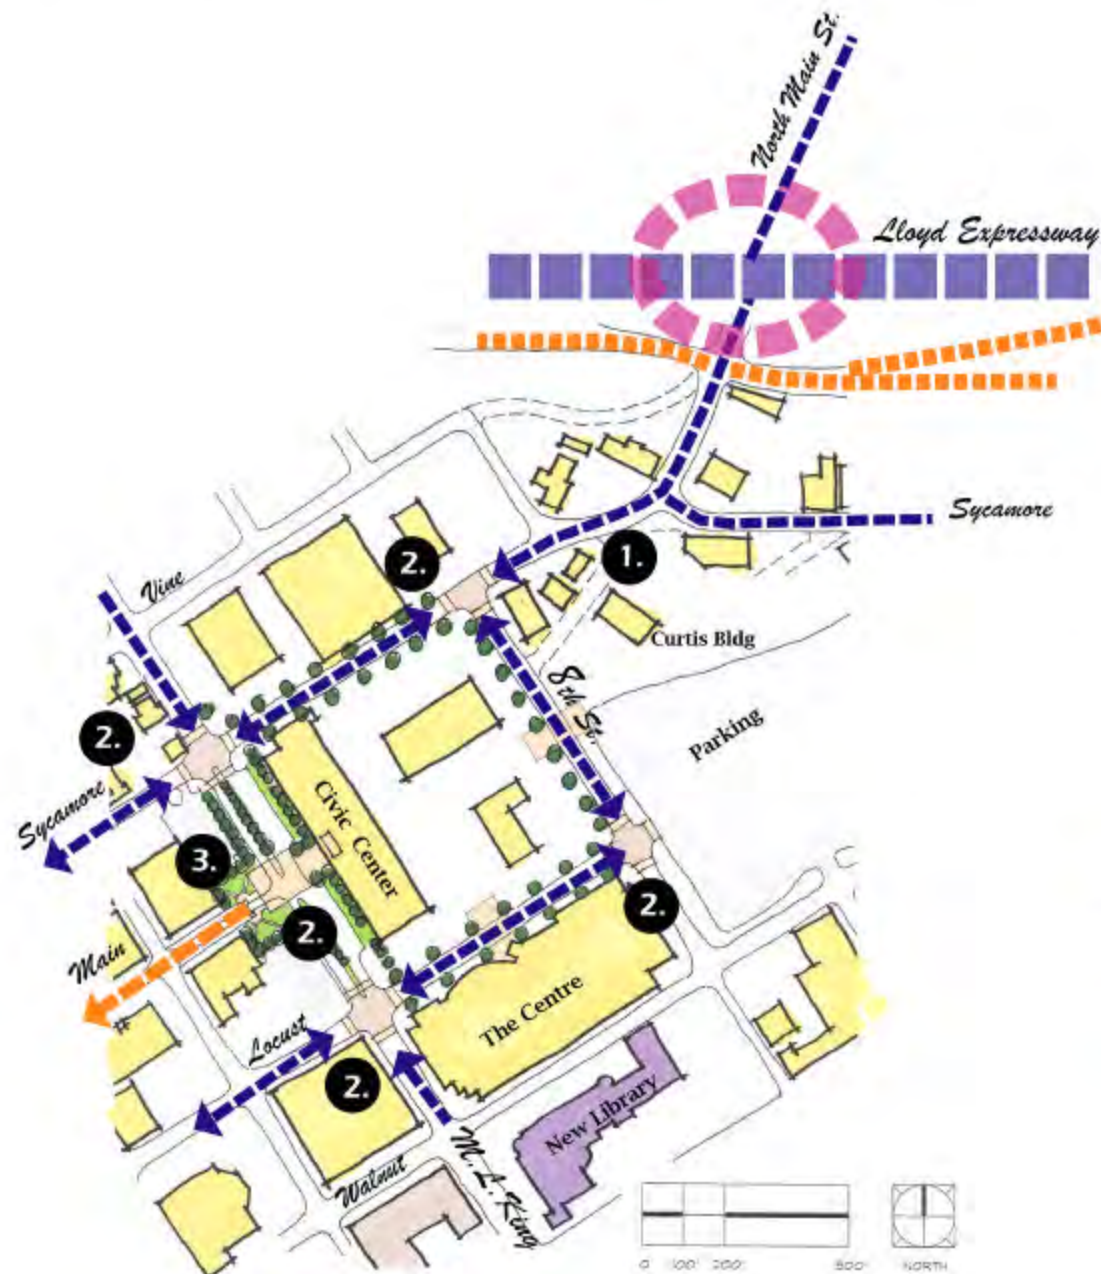 North Main St.
Lloyd Expressway
Sycamore
1.
2.
Vine
Curtis Bldg
8th St.
Parking
2.
Sycamore
Civic Center
3.
2.
2.
Main
The Centre
Locust
2.
New Library
M. L. King
Walnut
0 100' 200' 500'
NORTH